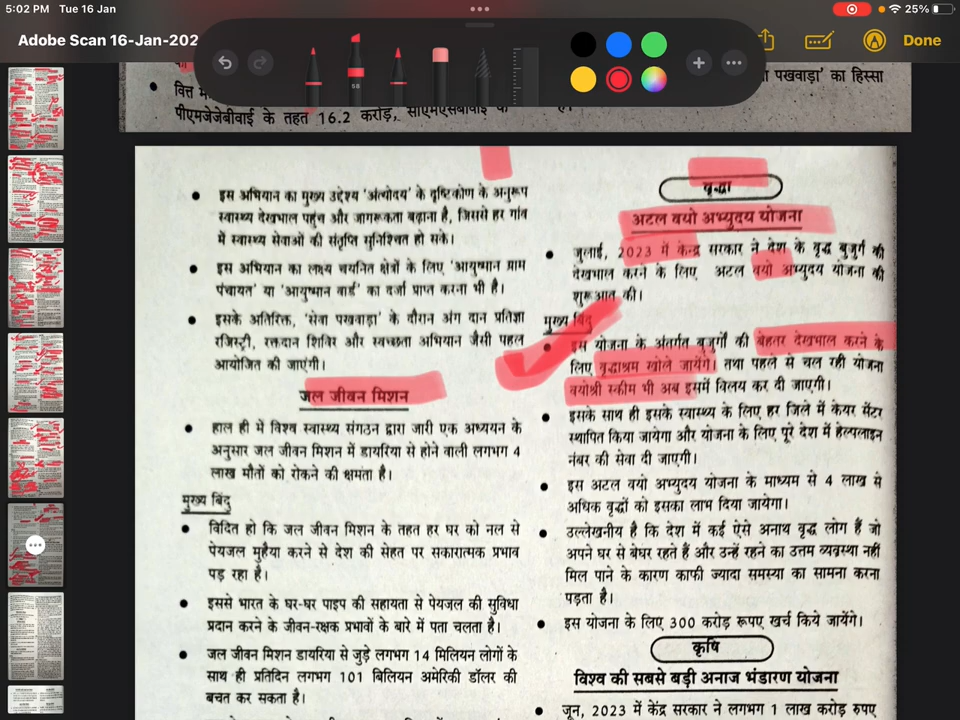 5:02 PM Tue 16 Jan
25%
Adobe Scan 16-Jan-202
Done
58
पखवाड़ा' का हिस्सा
वित्त
पीएमजेजेबीवाई के तहत 16.2 करोड़,
• इस अभियान का मुख्य उद्देश्य 'अंत्योदय' के दृष्टिकोण के अनुरूप
स्वास्थ्य देखभाल पहुंच और जागरूकता बढ़ाना है, जिससे हर गांव
में स्वास्थ्य सेवाओं की संतृप्ति सुनिश्चित हो सके।
• इस अभियान का लक्ष्य चयनित क्षेत्रों के लिए 'आयुष्मान ग्राम
पंचायत' या 'आयुष्मान वार्ड' का दर्जा प्राप्त करना भी है।
• इसके अतिरिक्त, 'सेवा पखवाड़ा' के दौरान अंग दान प्रतिज्ञा
रजिस्ट्री, रक्तदान शिविर और स्वच्छता अभियान जैसी पहल
आयोजित की जाएंगी।
जल जीवन मिशन
• हाल ही में विश्व स्वास्थ्य संगठन द्वारा जारी एक अध्ययन के
अनुसार जल जीवन मिशन में डायरिया से होने वाली लगभग 4
लाख मौतों को रोकने की क्षमता है।
मुख्य बिंदु
• विदित हो कि जल जीवन मिशन के तहत हर घर को नल से
पेयजल मुहैया करने से देश की सेहत पर सकारात्मक प्रभाव
पड़ रहा है।
• इससे भारत के घर-घर पाइप की सहायता से पेयजल की सुविधा
प्रदान करने के जीवन-रक्षक प्रभावों के बारे में पता चलता है।
• जल जीवन मिशन डायरिया से जुड़े लगभग 14 मिलियन लोगों के
साथ ही प्रतिदिन लगभग 101 बिलियन अमेरिकी डॉलर की
बचत कर सकता है।
वृद्धा
अटल वयो अभ्युदय योजना
• जुलाई, 2023 में केन्द्र सरकार ने देश के वृद्ध बुजुर्ग की
देखभाल करने के लिए अटल वयो अभ्युदय योजना की
शुरूआत की।
मुख्य बिंदु
• इस योजना के अंतर्गत बुजुर्गों की बेहतर देखभाल करने के
लिए वृद्धाश्रम खोले जायेंगे। तथा पहले से चल रही योजना
वयोश्री स्कीम भी अब इसमें विलय कर दी जाएगी।
• इसके साथ ही इसके स्वास्थ्य के लिए हर जिले में केयर सेंटर
स्थापित किया जायेगा और योजना के लिए पूरे देश में हेल्पलाइन
नंबर की सेवा दी जाएगी।
• इस अटल वयो अभ्युदय योजना के माध्यम से 4 लाख से
अधिक वृद्धों को इसका लाभ दिया जायेगा।
• उल्लेखनीय है कि देश में कई ऐसे अनाथ वृद्ध लोग हैं जो
अपने घर से बेघर रहते हैं और उन्हें रहने का उत्तम व्यवस्था नहीं
मिल पाने के कारण काफी ज्यादा समस्या का सामना करना
पड़ता है।
• इस योजना के लिए 300 करोड़ रूपए खर्च किये जायेंगे।
कृषि
विश्व की सबसे बड़ी अनाज भंडारण योजना
• जून, 2023 में केंद्र सरकार ने लगभग 1 लाख करोड़ रुपए